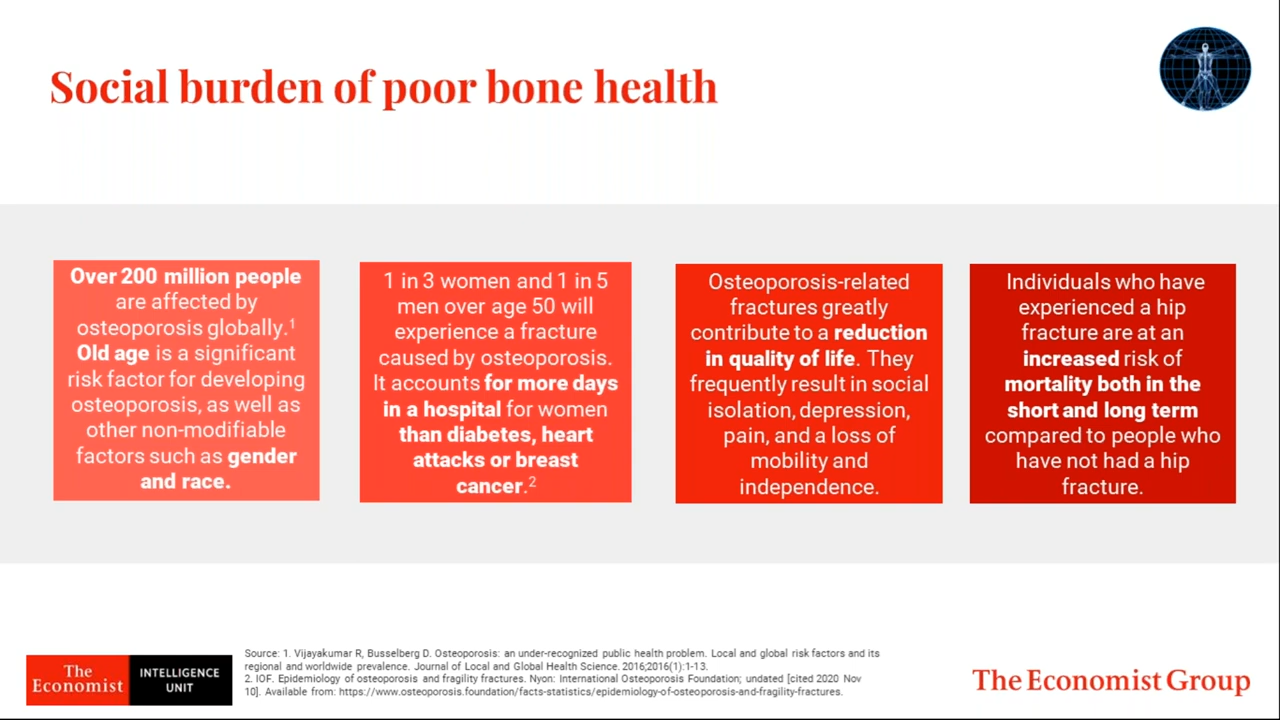 Social burden of poor bone health
Over 200 million people
are affected by
osteoporosis globally.¹
Old age is a significant
risk factor for developing
osteoporosis, as well as
other non-modifiable
factors such as gender
and race.
1 in 3 women and 1 in 5
men over age 50 will
experience a fracture
caused by osteoporosis.
It accounts for more days
in a hospital for women
than diabetes, heart
attacks or breast
cancer.²
Osteoporosis-related
fractures greatly
contribute to a reduction
in quality of life. They
frequently result in social
isolation, depression,
pain, and a loss of
mobility and
independence.
Individuals who have
experienced a hip
fracture are at an
increased risk of
mortality both in the
short and long term
compared to people who
have not had a hip
fracture.
The
Economist
INTELLIGENCE
UNIT
Source: 1. Vijayakumar R, Busselberg D. Osteoporosis: an under-recognized public health problem. Local and global risk factors and its
regional and worldwide prevalence. Journal of Local and Global Health Science. 2016;2016(1):1-13.
2. IOF. Epidemiology of osteoporosis and fragility fractures. Nyon: International Osteoporosis Foundation; undated [cited 2020 Nov
10]. Available from: https://www.osteoporosis.foundation/facts-statistics/epidemiology-of-osteoporosis-and-fragility-fractures.
The Economist Group